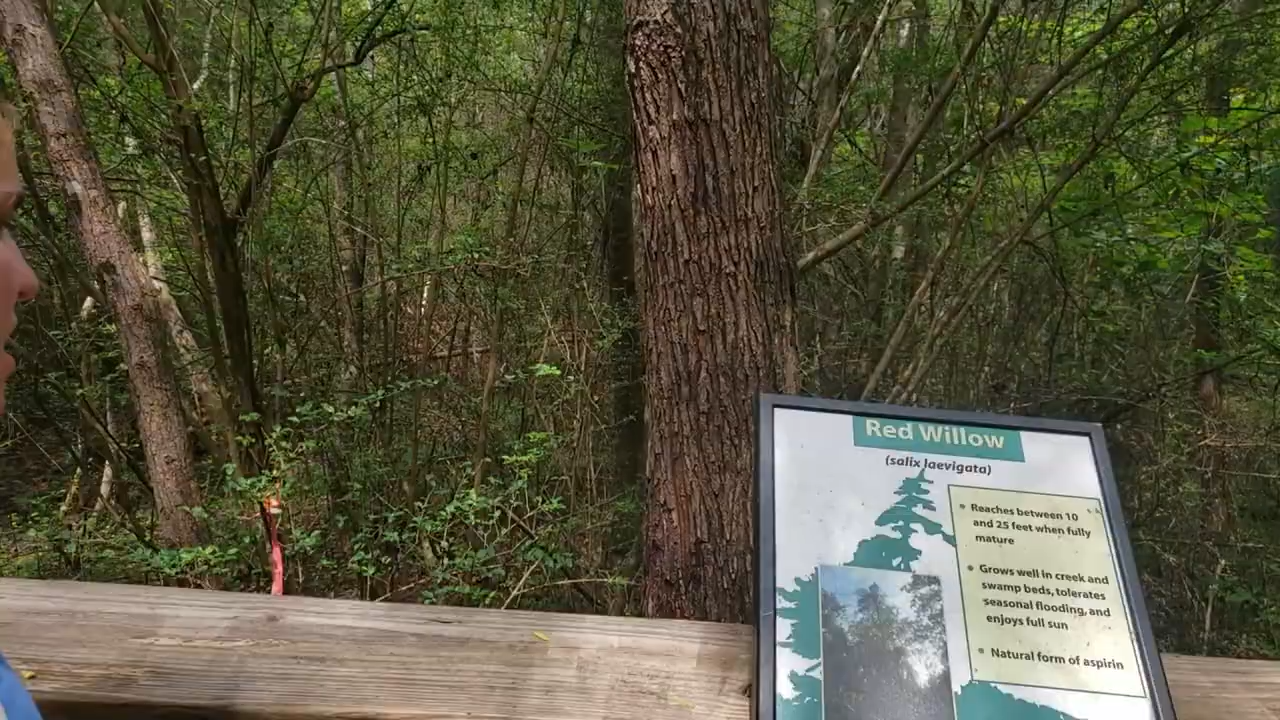 Red Willow
(salix laevigata)
• Reaches between 10
and 25 feet when fully
mature
• Grows well in creek and
swamp beds, tolerates
seasonal flooding, and
enjoys full sun
• Natural form of aspirin